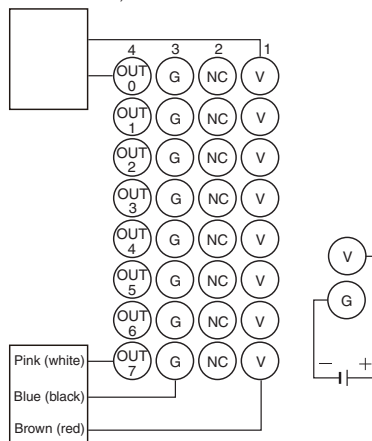 4 3 2 1
OUT 0 G NC V
OUT 1 G NC V
OUT 2 G NC V
OUT 3 G NC V
OUT 4 G NC V
OUT 5 G NC V
OUT 6 G NC V
OUT 7 G NC V
Pink (white)
Blue (black)
Brown (red)
V
G
− +